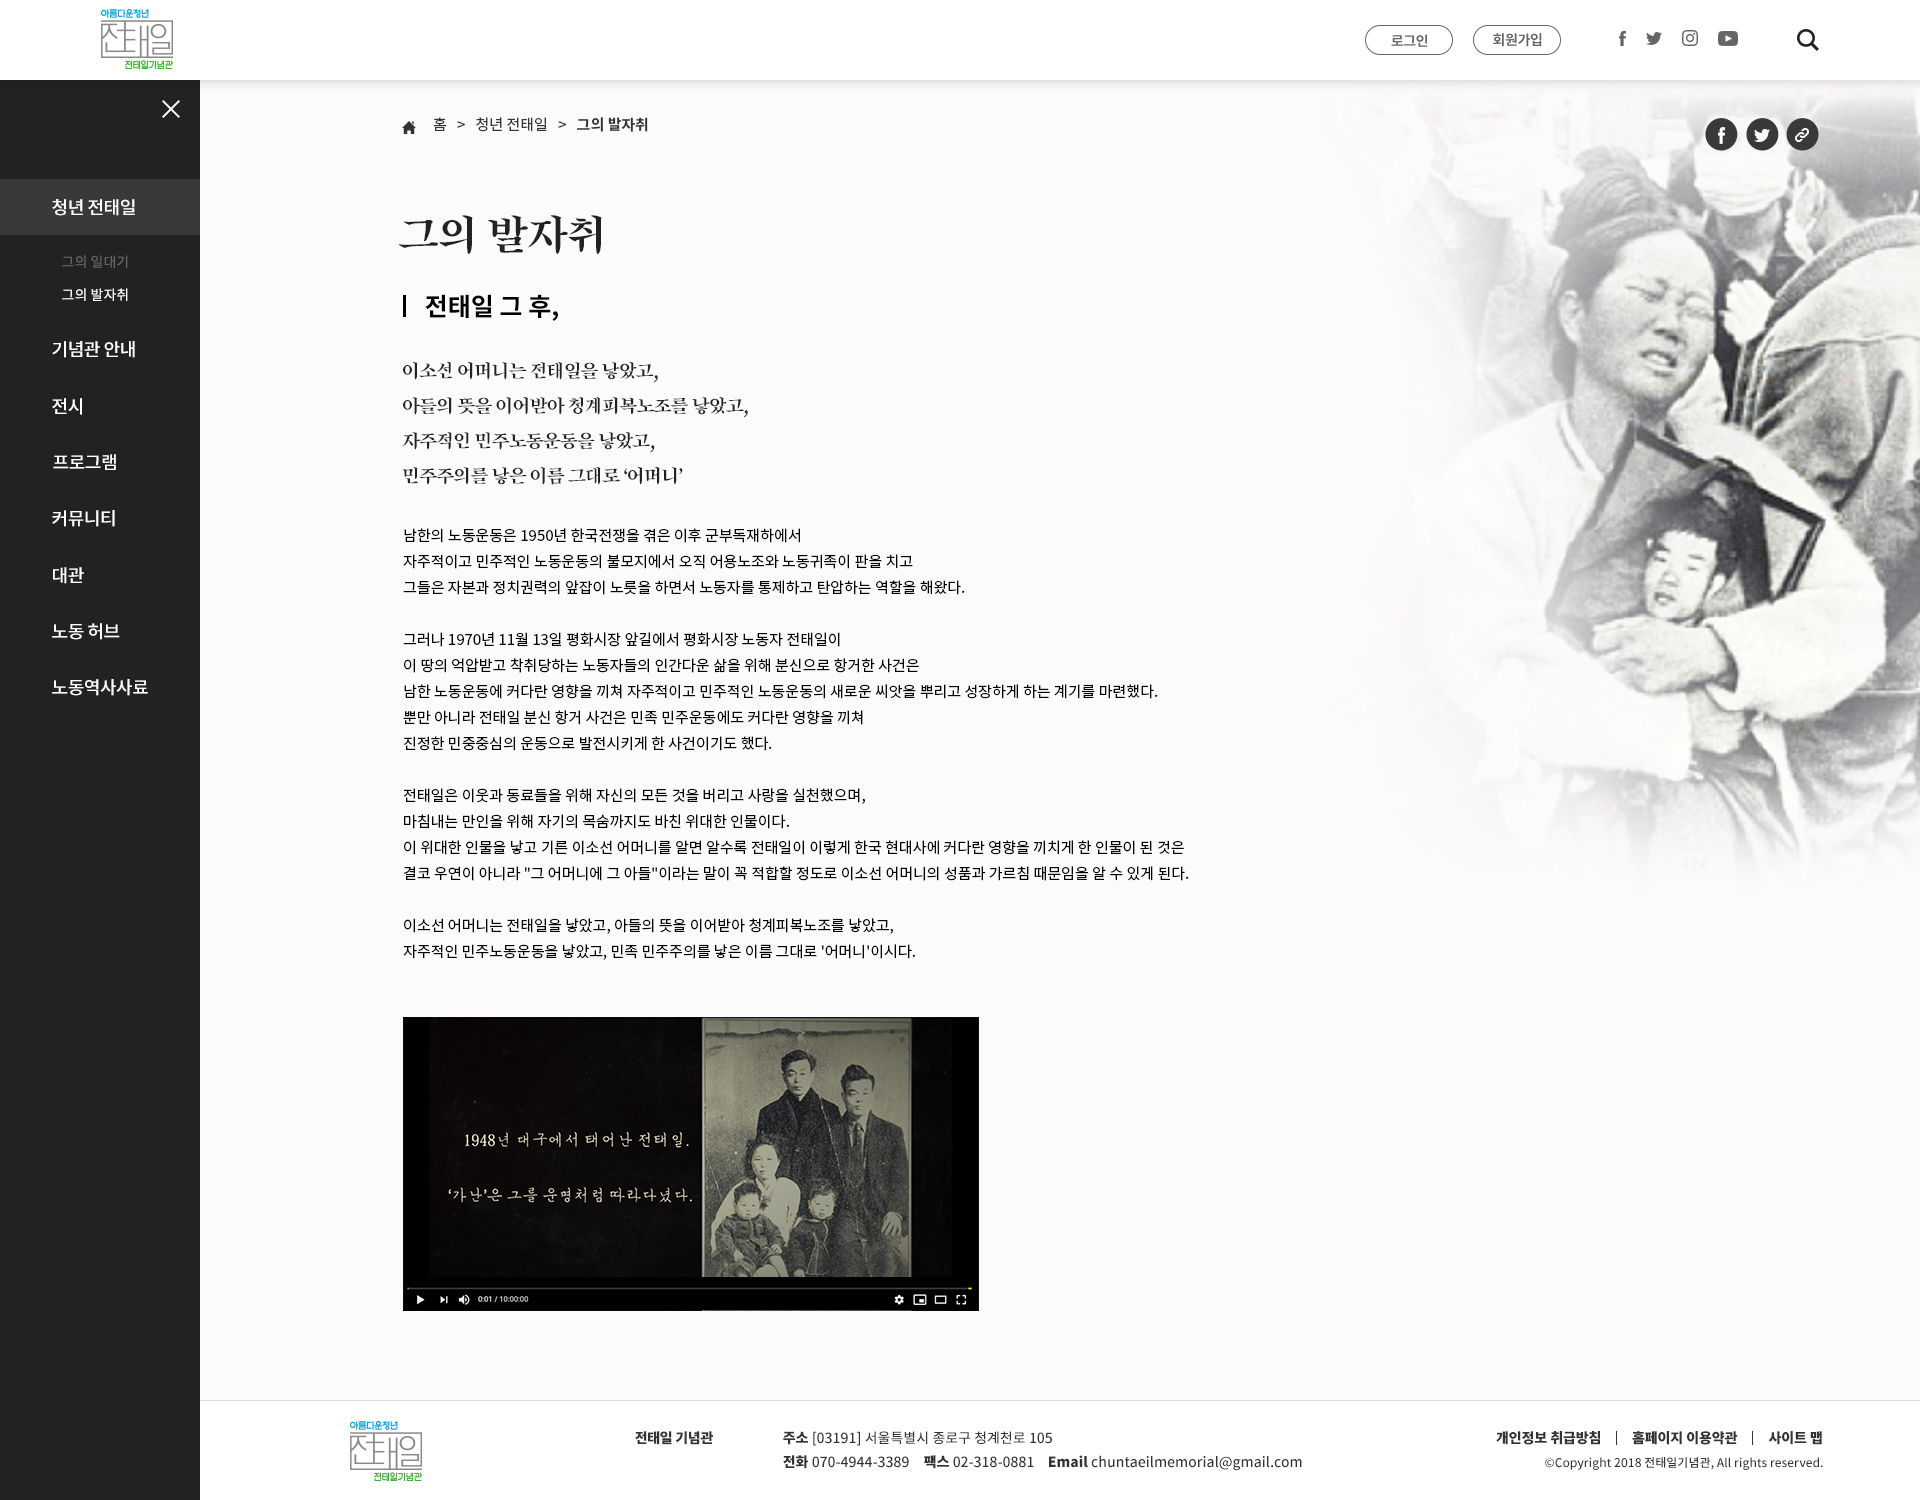 아름다운청년
전태일
전태일기념관
로그인
회원가입
홈 > 청년 전태일 > 그의 발자취
청년 전태일
그의 일대기
그의 발자취
기념관 안내
전시
프로그램
커뮤니티
대관
노동 허브
노동역사사료
그의 발자취
전태일 그 후,
이소선 어머니는 전태일을 낳았고,
아들의 뜻을 이어받아 청계피복노조를 낳았고,
자주적인 민주노동운동을 낳았고,
민주주의를 낳은 이름 그대로 ‘어머니’
남한의 노동운동은 1950년 한국전쟁을 겪은 이후 군부독재하에서
자주적이고 민주적인 노동운동의 불모지에서 오직 어용노조와 노동귀족이 판을 치고
그들은 자본과 정치권력의 앞잡이 노릇을 하면서 노동자를 통제하고 탄압하는 역할을 해왔다.
그러나 1970년 11월 13일 평화시장 앞길에서 평화시장 노동자 전태일이
이 땅의 억압받고 착취당하는 노동자들의 인간다운 삶을 위해 분신으로 항거한 사건은
남한 노동운동에 커다란 영향을 끼쳐 자주적이고 민주적인 노동운동의 새로운 씨앗을 뿌리고 성장하게 하는 계기를 마련했다.
뿐만 아니라 전태일 분신 항거 사건은 민족 민주운동에도 커다란 영향을 끼쳐
진정한 민중중심의 운동으로 발전시키게 한 사건이기도 했다.
전태일은 이웃과 동료들을 위해 자신의 모든 것을 버리고 사랑을 실천했으며,
마침내는 만인을 위해 자기의 목숨까지도 바친 위대한 인물이다.
이 위대한 인물을 낳고 기른 이소선 어머니를 알면 알수록 전태일이 이렇게 한국 현대사에 커다란 영향을 끼치게 한 인물이 된 것은
결코 우연이 아니라 "그 어머니에 그 아들"이라는 말이 꼭 적합할 정도로 이소선 어머니의 성품과 가르침 때문임을 알 수 있게 된다.
이소선 어머니는 전태일을 낳았고, 아들의 뜻을 이어받아 청계피복노조를 낳았고,
자주적인 민주노동운동을 낳았고, 민족 민주주의를 낳은 이름 그대로 '어머니'이시다.
1948년 대구에서 태어난 전태일.
‘가난’은 그를 운명처럼 따라다녔다.
0:01 / 10:00:00
아름다운청년
전태일
전태일기념관
전태일 기념관
주소 [03191] 서울특별시 종로구 청계천로 105
전화 070-4944-3389 팩스 02-318-0881 Email chuntaeilmemorial@gmail.com
개인정보 취급방침 | 홈페이지 이용약관 | 사이트 맵
©Copyright 2018 전태일기념관, All rights reserved.